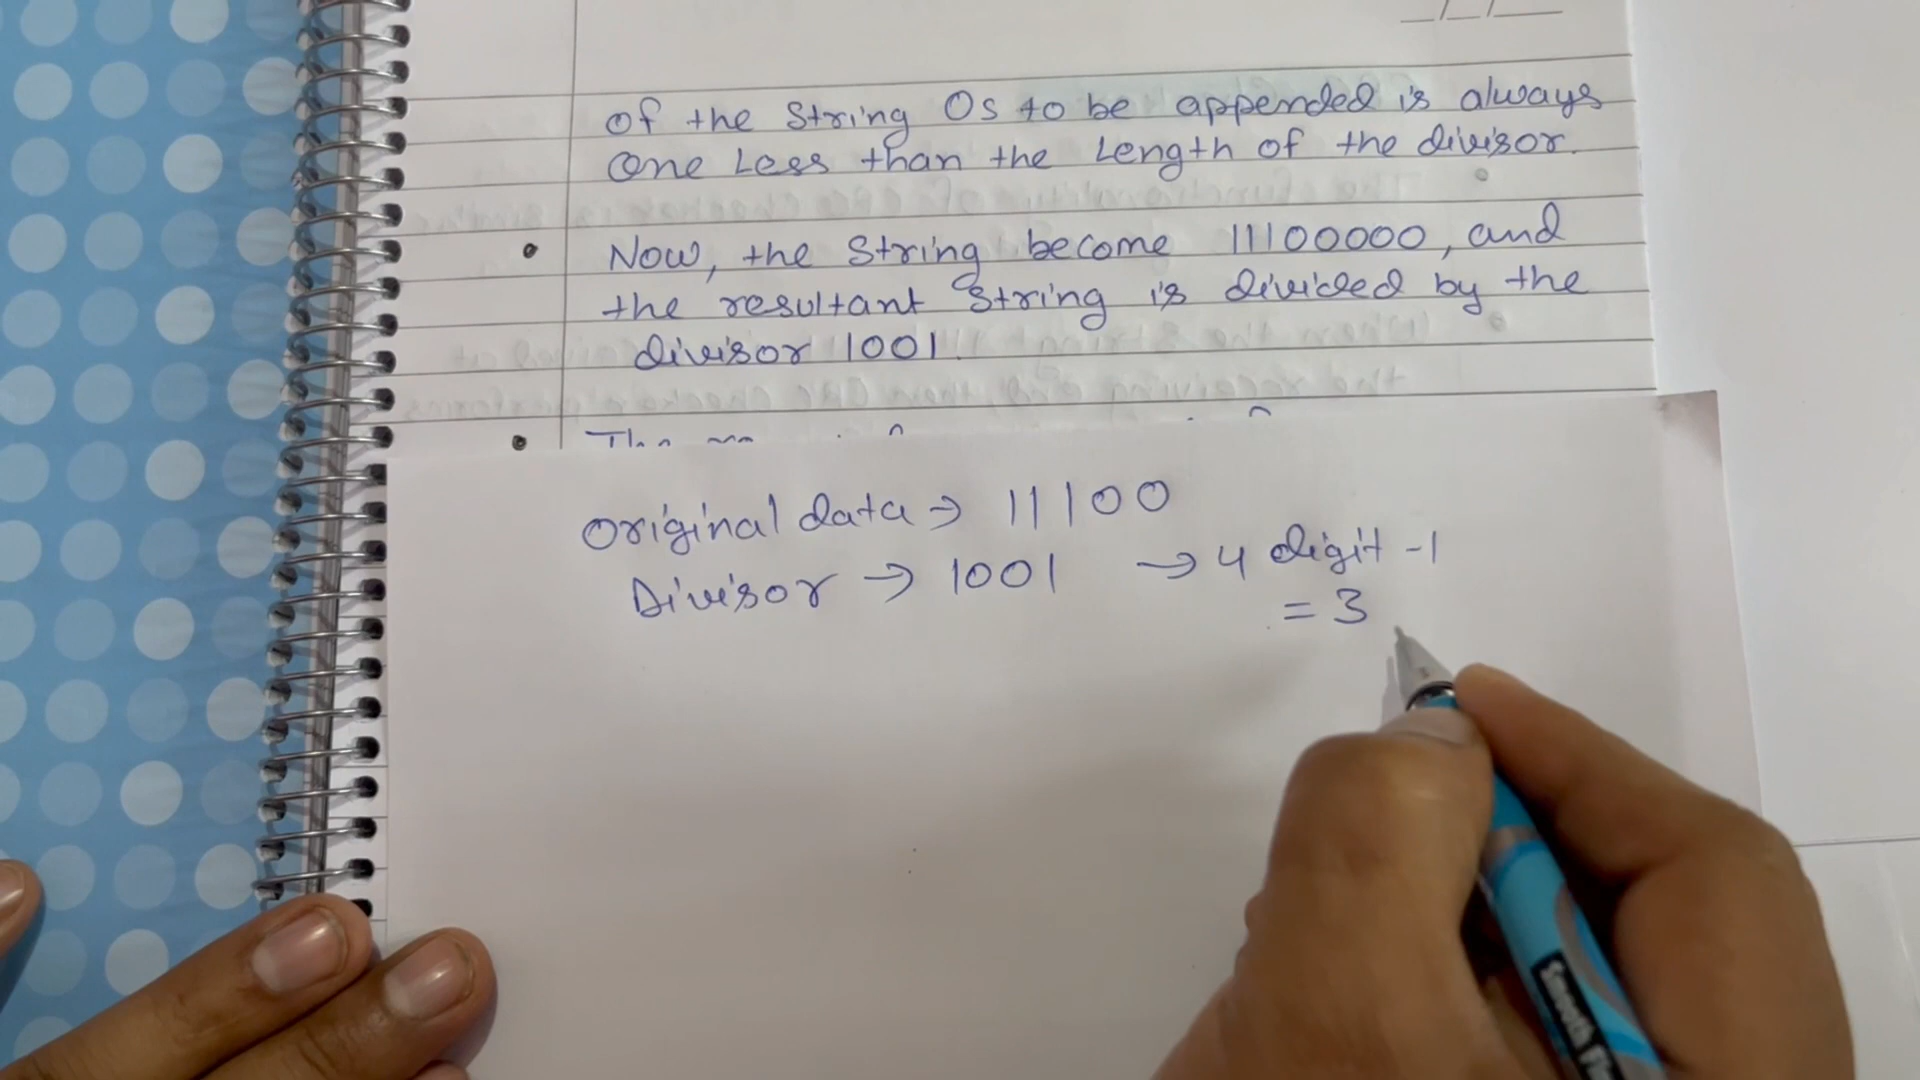 of the String 0s to be appended is always
one Less than the Length of the divisor.
• Now, the String become 11100000, and
the resultant String is divided by the
divisor 1001.
Original data → 11100
Divisor → 1001 → 4 digit -1
= 3
Smooth